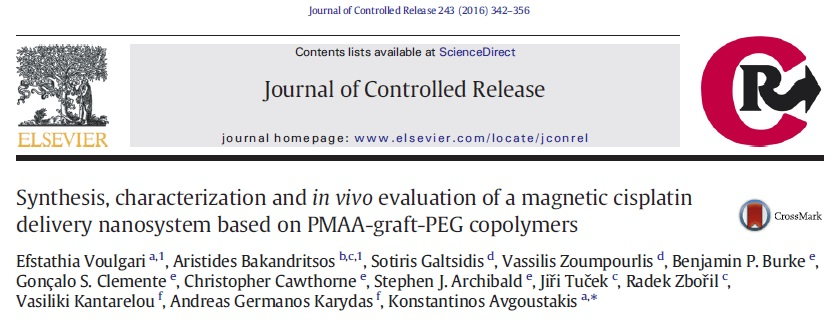 Journal of Controlled Release 243 (2016) 342–356
Contents lists available at ScienceDirect
Journal of Controlled Release
journal homepage: www.elsevier.com/locate/jconrel
ELSEVIER
CR
Synthesis, characterization and in vivo evaluation of a magnetic cisplatin
delivery nanosystem based on PMAA-graft-PEG copolymers
CrossMark
Efstathia Voulgari a,1, Aristides Bakandritsos b,c,1, Sotiris Galtsidis d, Vassilis Zoumpourlis d, Benjamin P. Burke e,
Gonçalo S. Clemente e, Christopher Cawthorne e, Stephen J. Archibald e, Jiří Tuček c, Radek Zbořil c,
Vasiliki Kantarelou f, Andreas Germanos Karydas f, Konstantinos Avgoustakis a,*